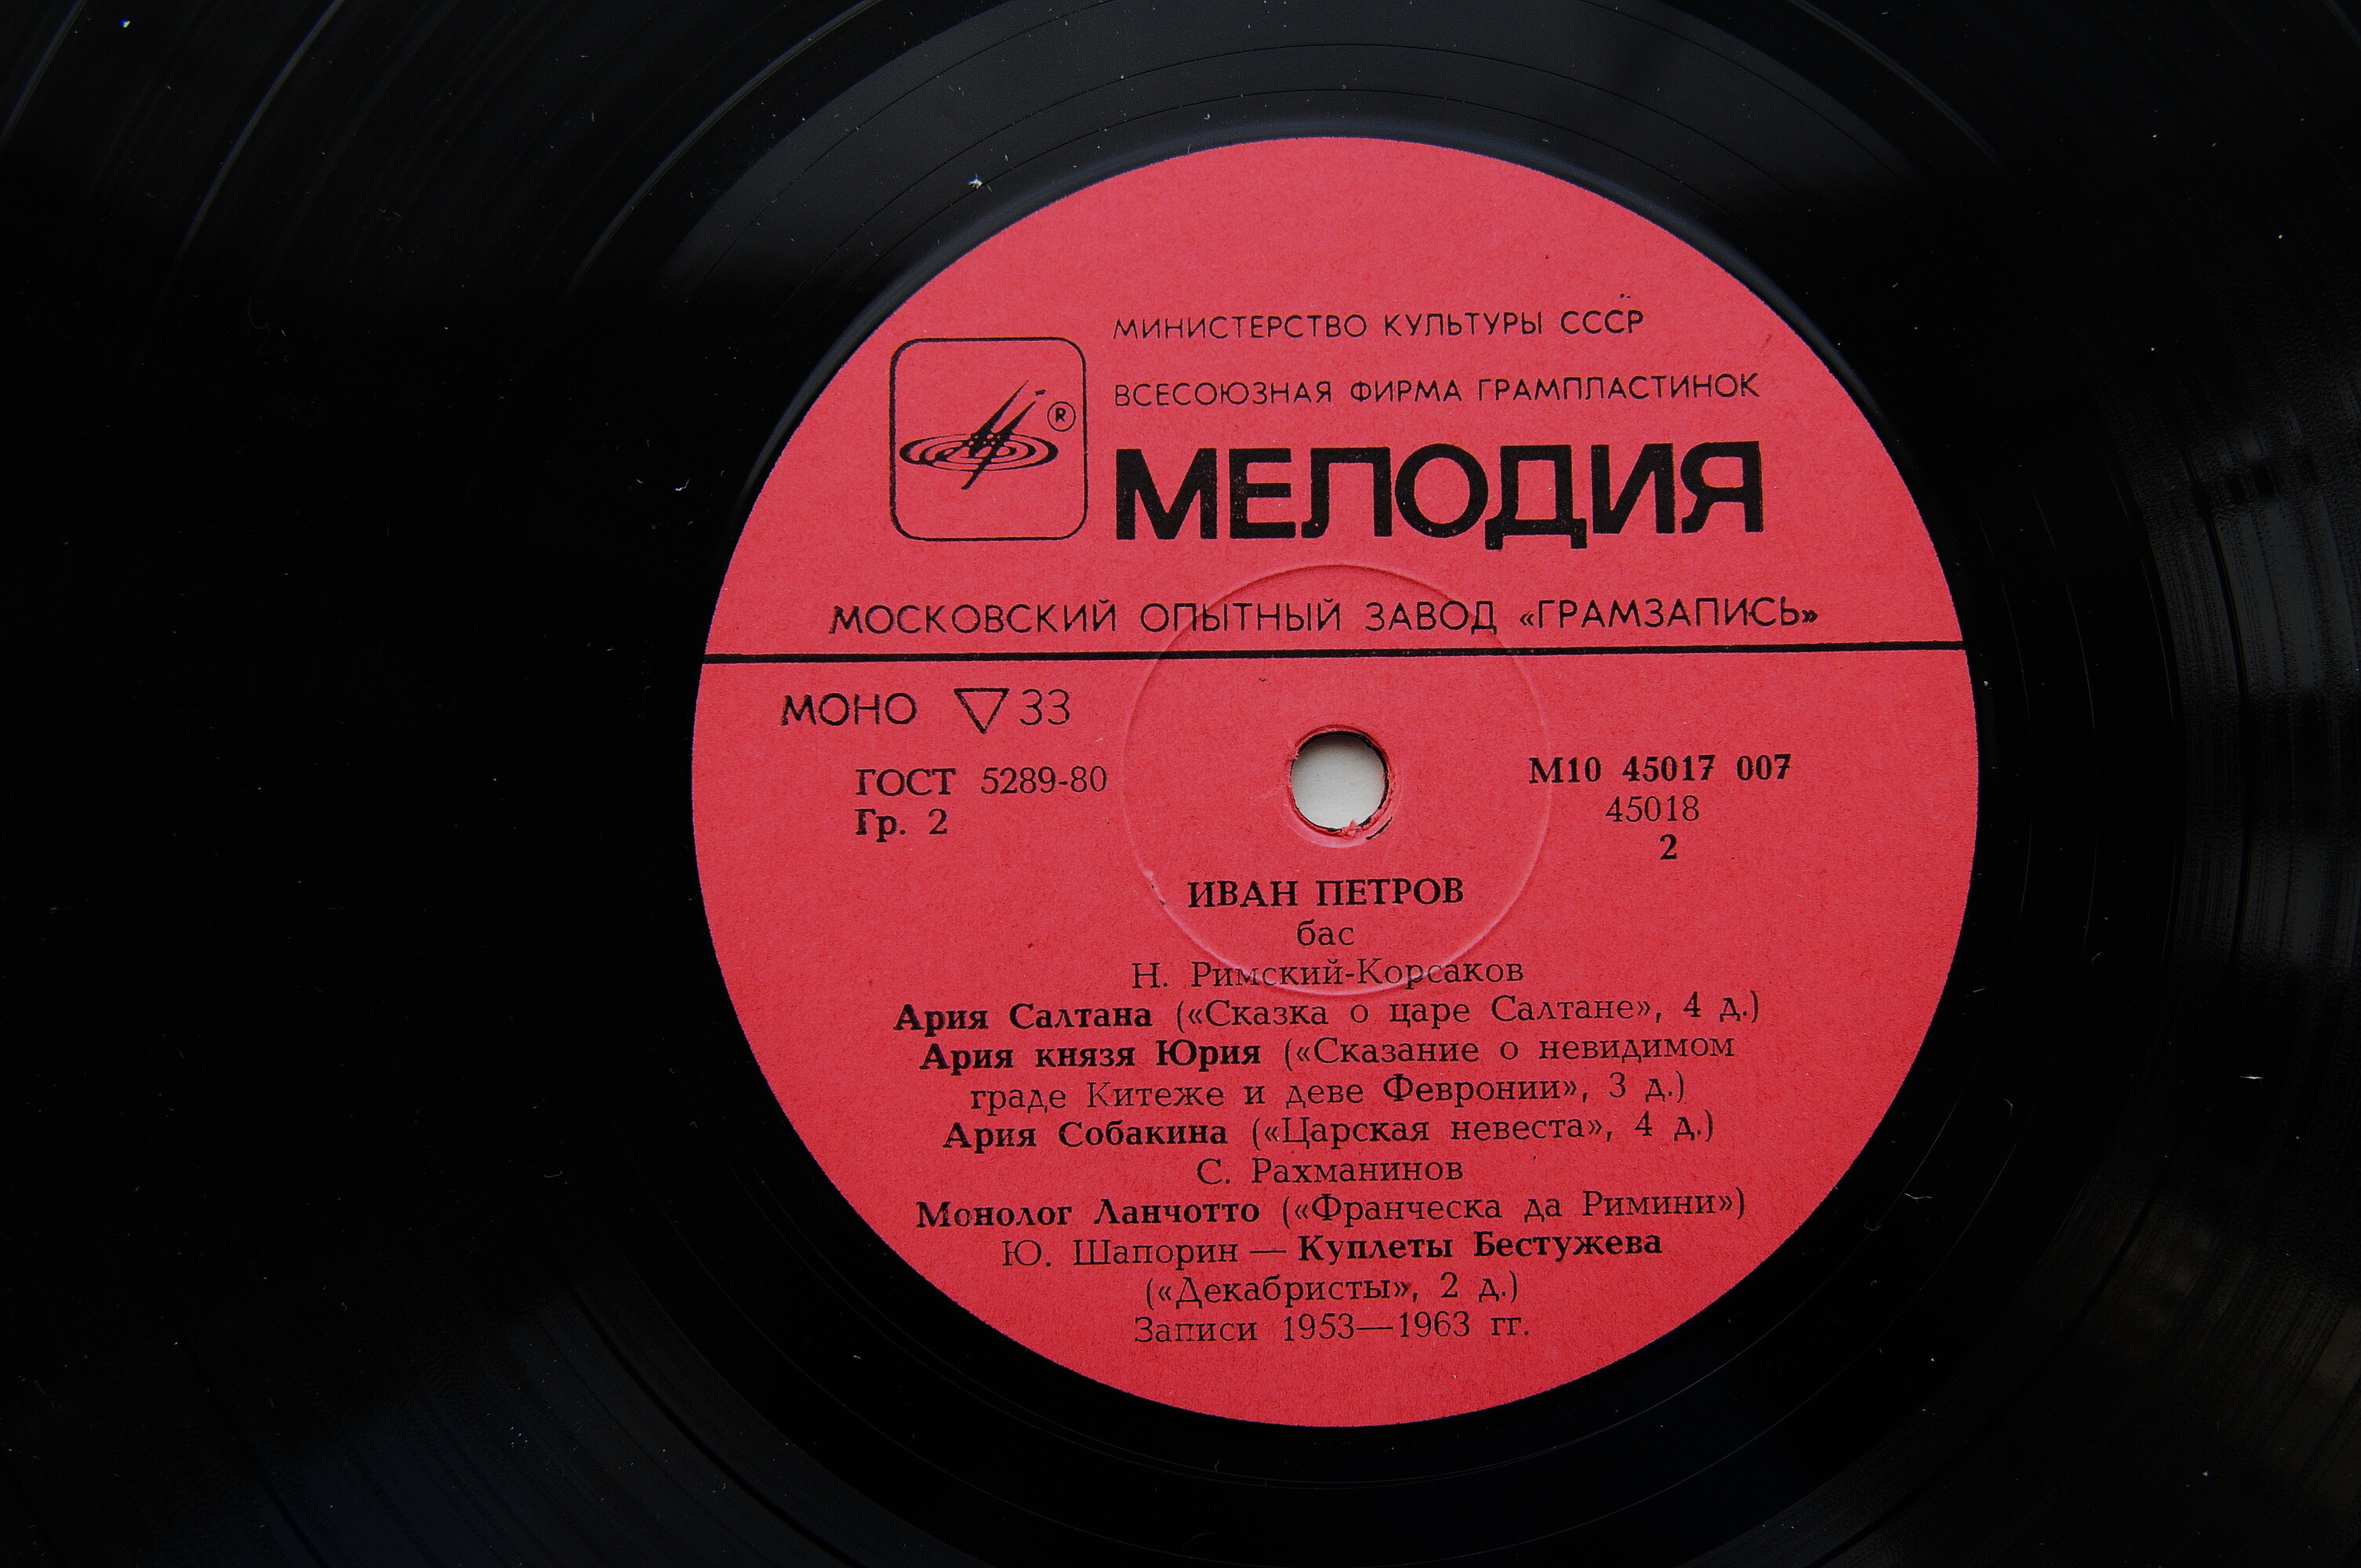 МИНИСТЕРСТВО КУЛЬТУРЫ СССР
ВСЕСОЮЗНАЯ ФИРМА ГРАМПЛАСТИНОК
®
МЕЛОДИЯ
МОСКОВСКИЙ ОПЫТНЫЙ ЗАВОД «ГРАМЗАПИСЬ»
МОНО ▽ 33
ГОСТ 5289-80
Гр. 2
М10 45017 007
45018
2
ИВАН ПЕТРОВ
бас
Н. Римский-Корсаков
Ария Салтана («Сказка о царе Салтане», 4 д.)
Ария князя Юрия («Сказание о невидимом
граде Китеже и деве Февронии», 3 д.)
Ария Собакина («Царская невеста», 4 д.)
С. Рахманинов
Монолог Ланчотто («Франческа да Римини»)
Ю. Шапорин — Куплеты Бестужева
(«Декабристы», 2 д.)
Записи 1953—1963 гг.